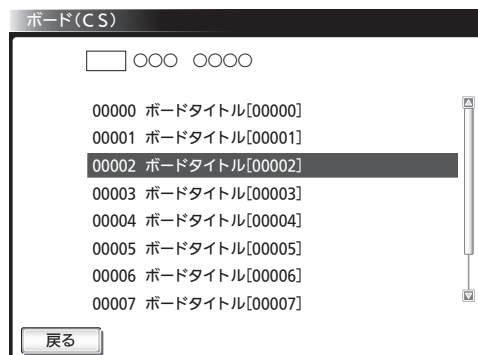 ボード(CS)
○○○ ○○○○
00000 ボードタイトル[00000]
00001 ボードタイトル[00001]
00002 ボードタイトル[00002]
00003 ボードタイトル[00003]
00004 ボードタイトル[00004]
00005 ボードタイトル[00005]
00006 ボードタイトル[00006]
00007 ボードタイトル[00007]
戻る